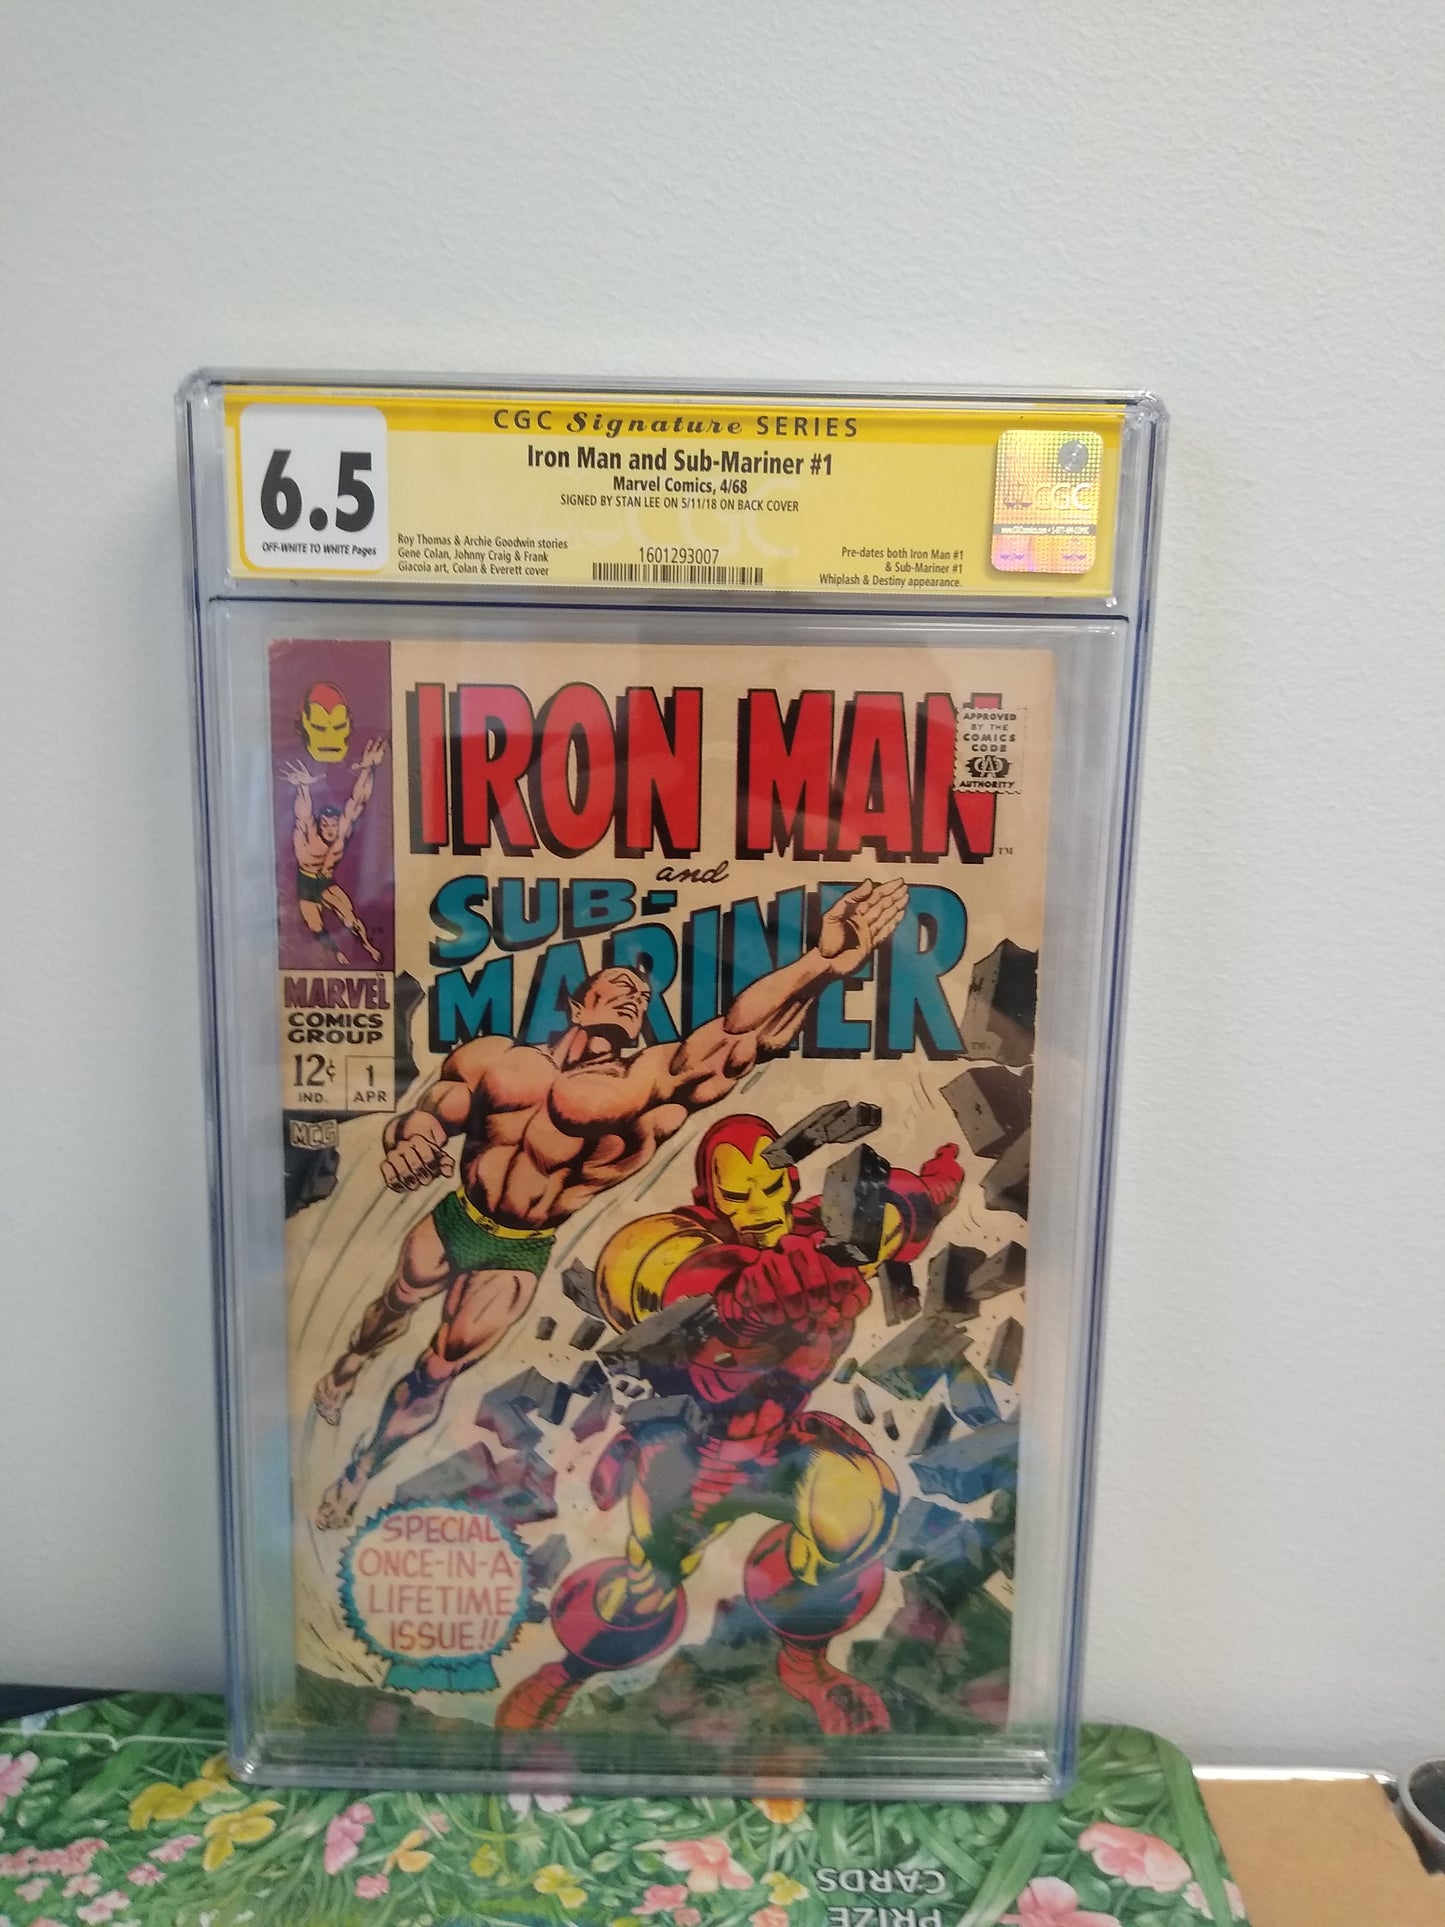 CGC Signature SERIES
6.5
OFF-WHITE TO WHITE Pages
Iron Man and Sub-Mariner #1
Marvel Comics, 4/68
SIGNED BY STAN LEE ON 5/11/18 ON BACK COVER
Roy Thomas & Archie Goodwin stories
Gene Colan, Johnny Craig & Frank
Giacoia art, Colan & Everett cover
1601293007
Pre-dates both Iron Man #1
& Sub-Mariner #1
Whiplash & Destiny appearance.
CGC
IRON MAN
TM
and
SUB-
MARINER
TM
APPROVED
BY THE
COMICS
CODE
AUTHORITY
MARVEL
COMICS
GROUP
12¢
IND.
1
APR
MCG
SPECIAL
ONCE-IN-A-
LIFETIME
ISSUE!!
PRIZE
CARDS